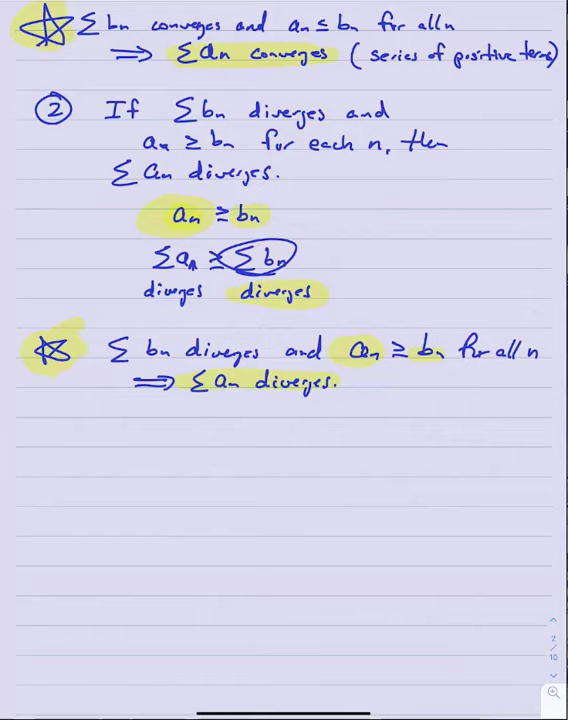 ☆ ∑ bn converges and an ≤ bn for all n
⟹ ∑ an converges (series of positive terms)
② If ∑ bn diverges and
an ≥ bn for each n, then
∑ an diverges.
an ≥ bn
∑ an ≥ ∑ bn
diverges diverges
☆ ∑ bn diverges and an ≥ bn for all n
⟹ ∑ an diverges.
2
/
10